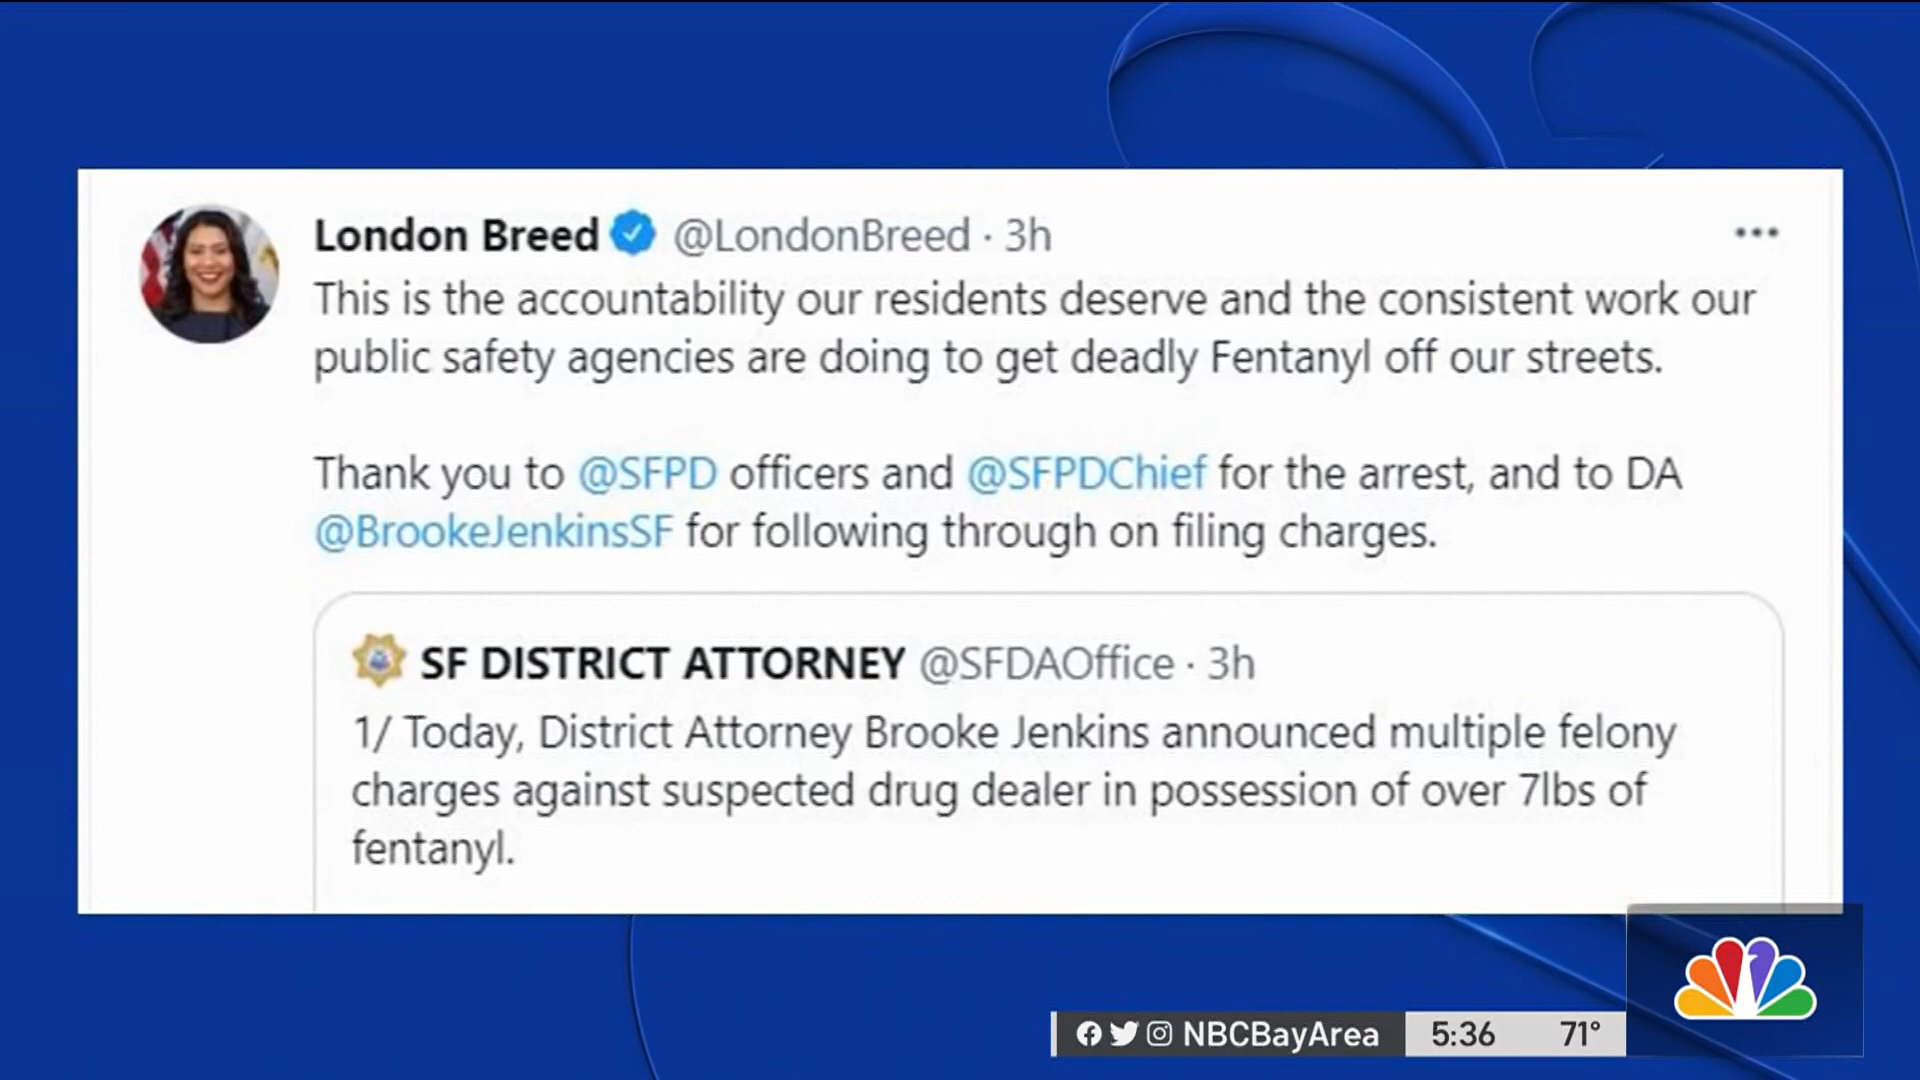 London Breed @LondonBreed · 3h
This is the accountability our residents deserve and the consistent work our
public safety agencies are doing to get deadly Fentanyl off our streets.
Thank you to @SFPD officers and @SFPDChief for the arrest, and to DA
@BrookeJenkinsSF for following through on filing charges.
SF DISTRICT ATTORNEY @SFDAOffice · 3h
1/ Today, District Attorney Brooke Jenkins announced multiple felony
charges against suspected drug dealer in possession of over 7lbs of
fentanyl.
NBCBayArea 5:36 71°